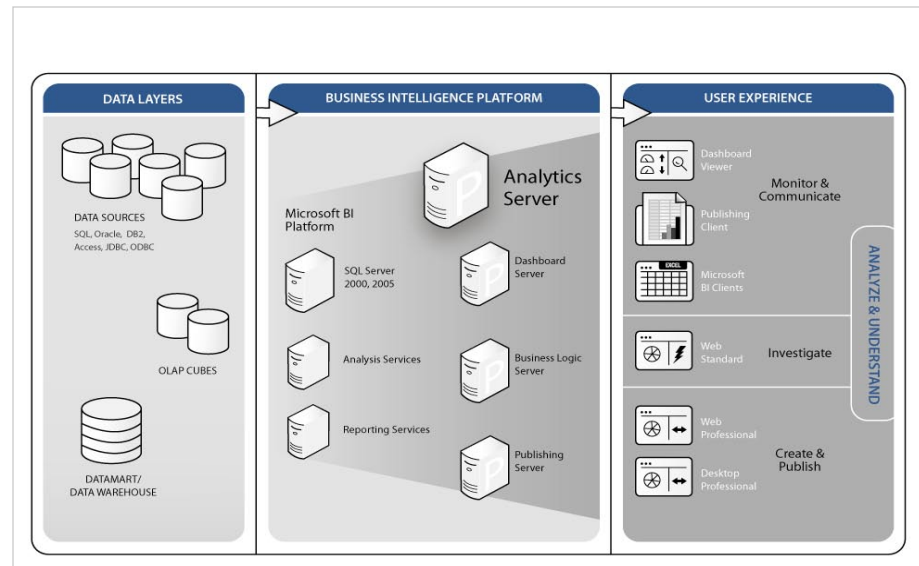 DATA LAYERS
DATA SOURCES
SQL, Oracle, DB2,
Access, JDBC, ODBC
OLAP CUBES
DATAMART/
DATA WAREHOUSE
BUSINESS INTELLIGENCE PLATFORM
Analytics
Server
Microsoft BI
Platform
SQL Server
2000, 2005
Analysis Services
Reporting Services
Dashboard
Server
Business Logic
Server
Publishing
Server
P
P
P
P
USER EXPERIENCE
Dashboard
Viewer
Publishing
Client
EXCEL
Microsoft
BI Clients
Monitor &
Communicate
Web
Standard
Investigate
Web
Professional
Desktop
Professional
Create &
Publish
ANALYZE & UNDERSTAND